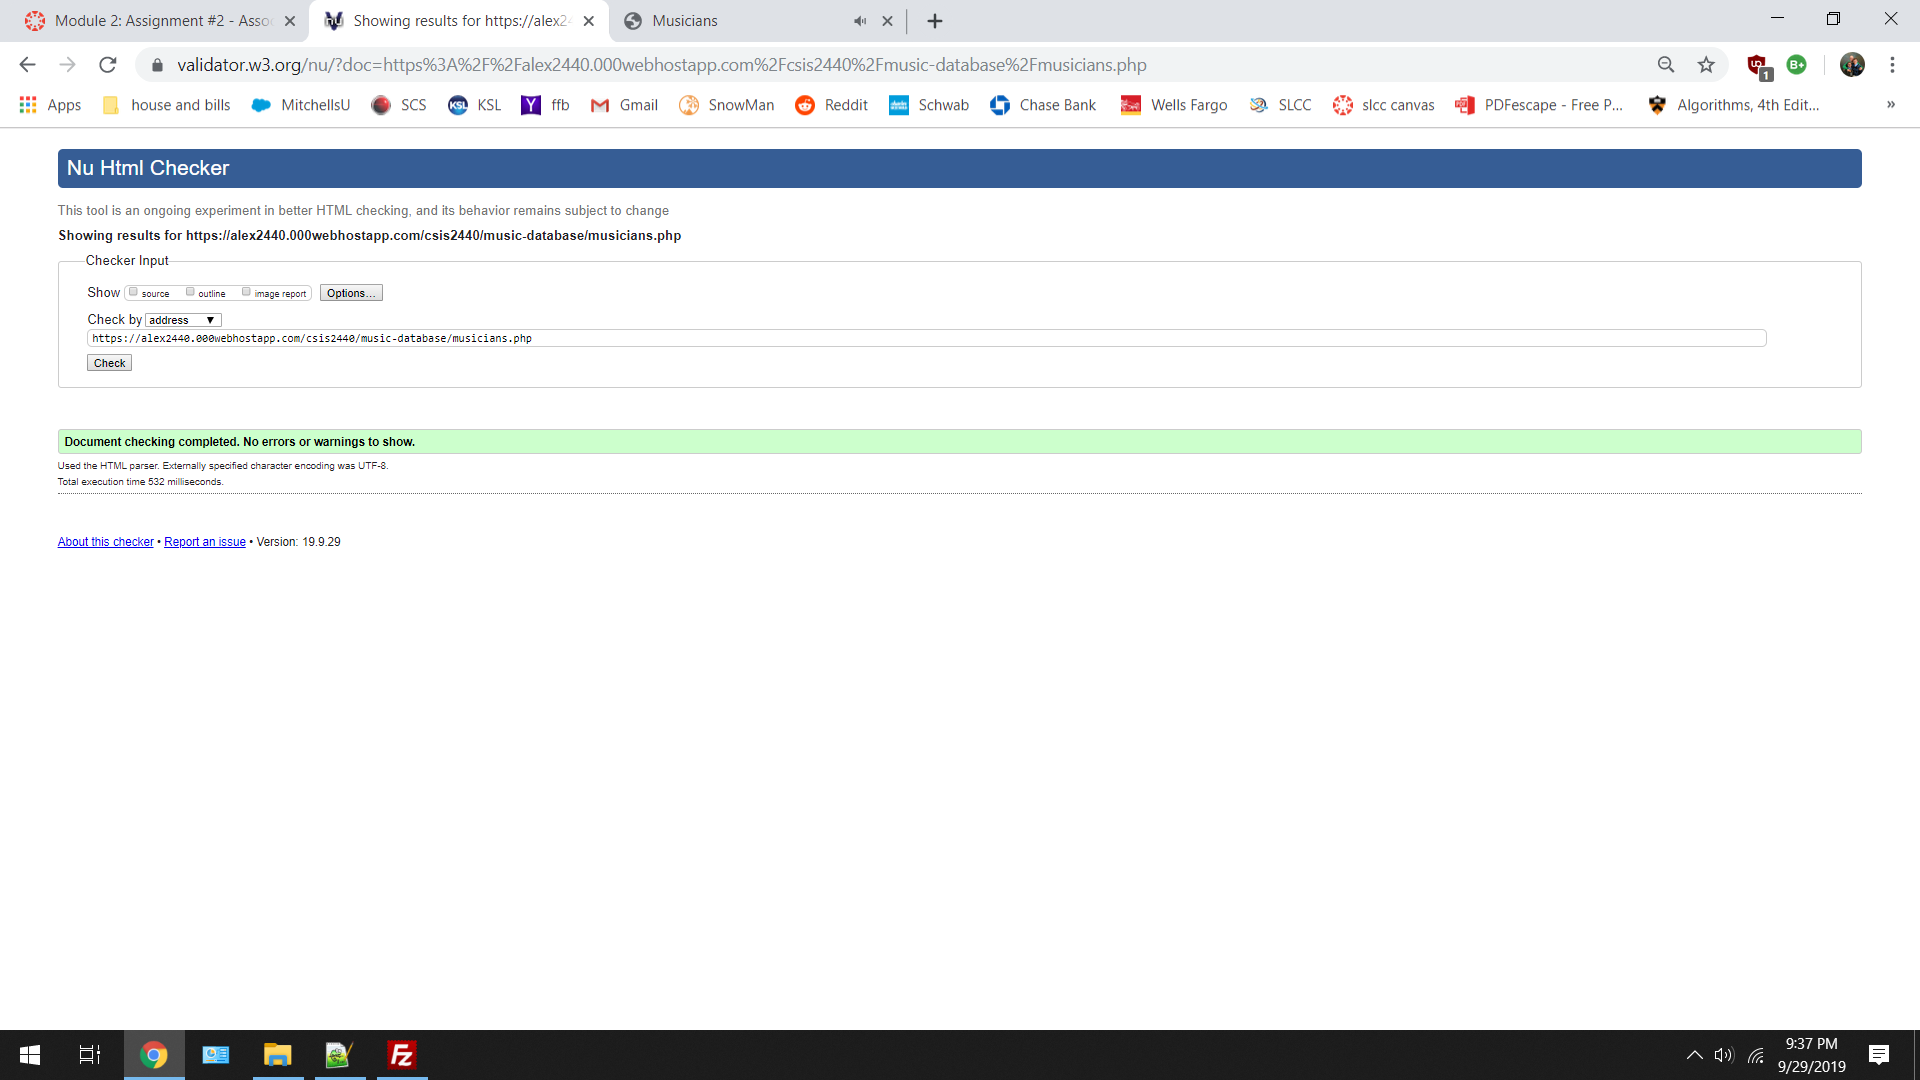 Module 2: Assignment #2 - Asso
Showing results for https://alex24
Musicians
validator.w3.org/nu/?doc=https%3A%2F%2Falex2440.000webhostapp.com%2Fcsis2440%2Fmusic-database%2Fmusicians.php
1
B+
Apps
house and bills
MitchellsU
SCS
KSL
KSL
Y
ffb
Gmail
SnowMan
Reddit
Schwab
Chase Bank
Wells Fargo
SLCC
slcc canvas
PDFescape - Free P...
Algorithms, 4th Edit...
»
Nu Html Checker
This tool is an ongoing experiment in better HTML checking, and its behavior remains subject to change
Showing results for https://alex2440.000webhostapp.com/csis2440/music-database/musicians.php
Checker Input
Show source outline image report Options...
Check by address
https://alex2440.000webhostapp.com/csis2440/music-database/musicians.php
Check
Document checking completed. No errors or warnings to show.
Used the HTML parser. Externally specified character encoding was UTF-8.
Total execution time 532 milliseconds.
About this checker • Report an issue • Version: 19.9.29
Fz
9:37 PM
9/29/2019